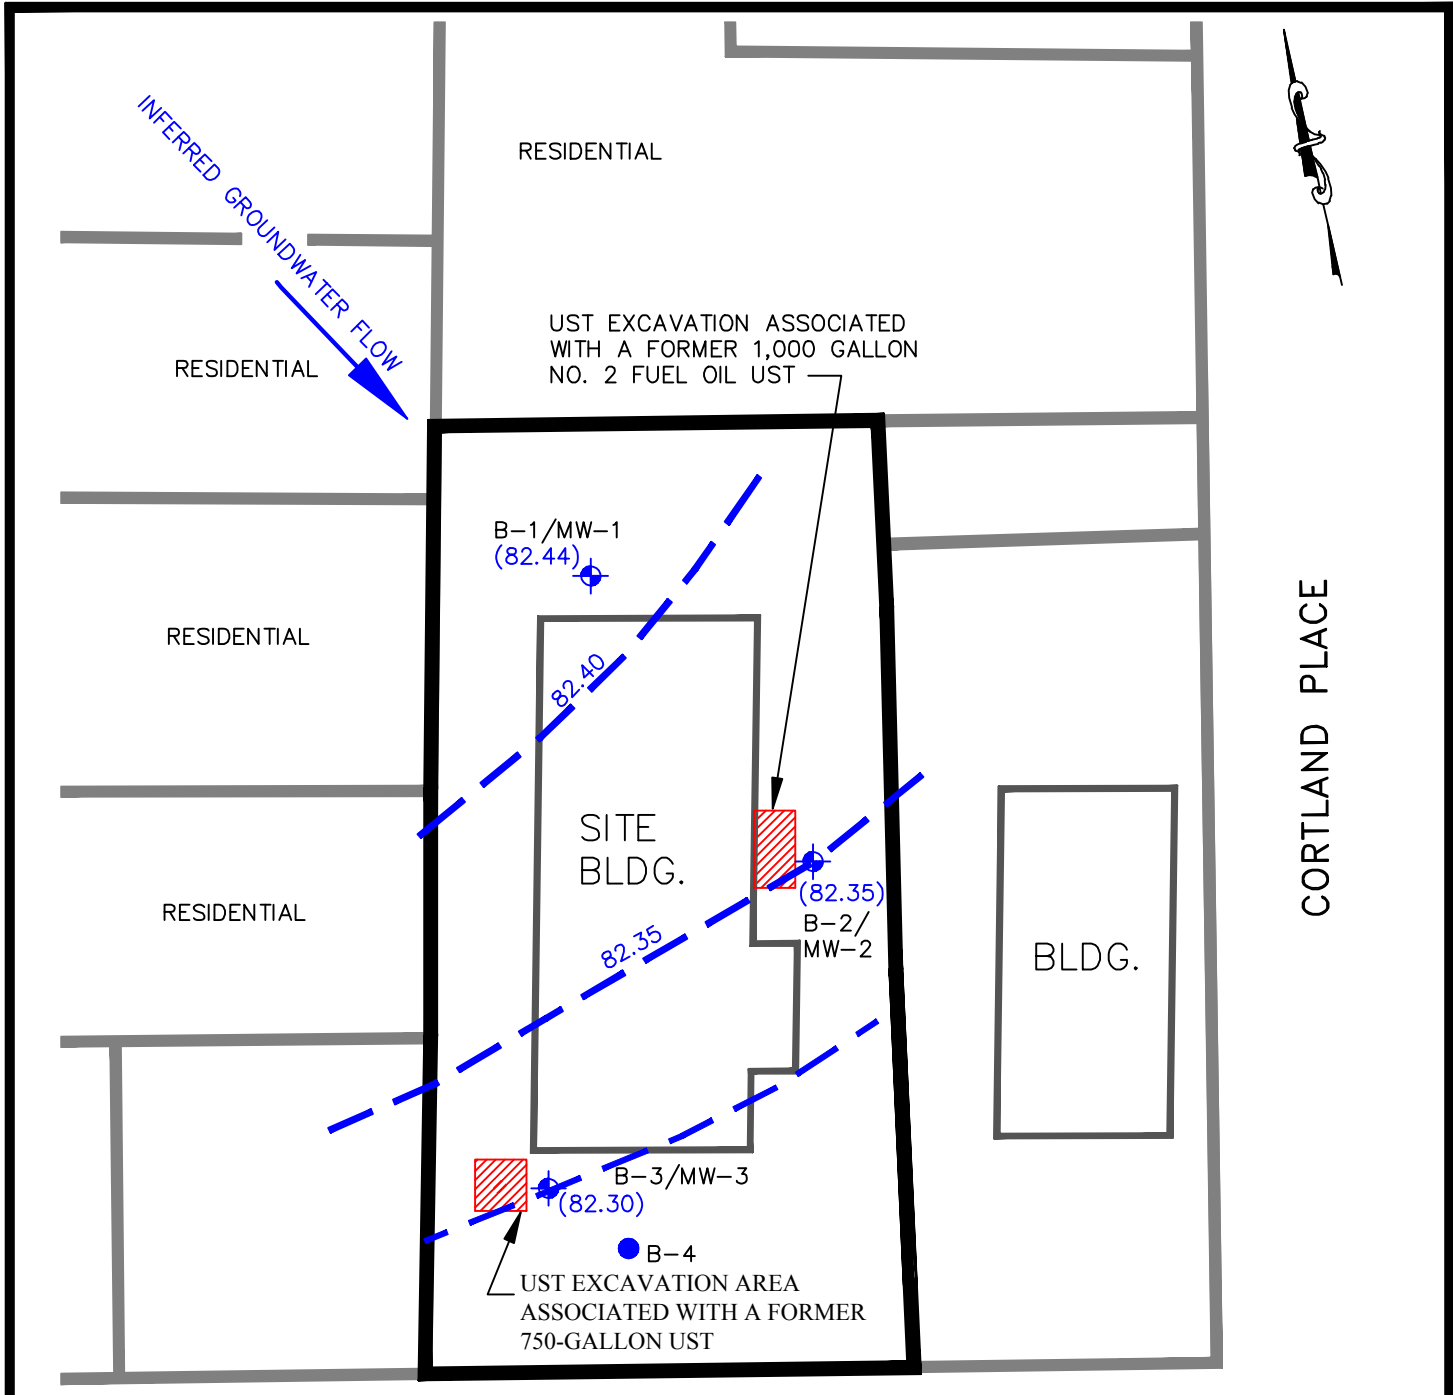 INFERRED GROUNDWATER FLOW
RESIDENTIAL
UST EXCAVATION ASSOCIATED
WITH A FORMER 1,000 GALLON
NO. 2 FUEL OIL UST
RESIDENTIAL
B-1/MW-1
(82.44)
RESIDENTIAL
82.40
CORTLAND PLACE
SITE
BLDG.
(82.35)
B-2/
MW-2
RESIDENTIAL
82.35
BLDG.
B-3/MW-3
(82.30)
B-4
UST EXCAVATION AREA
ASSOCIATED WITH A FORMER
750-GALLON UST